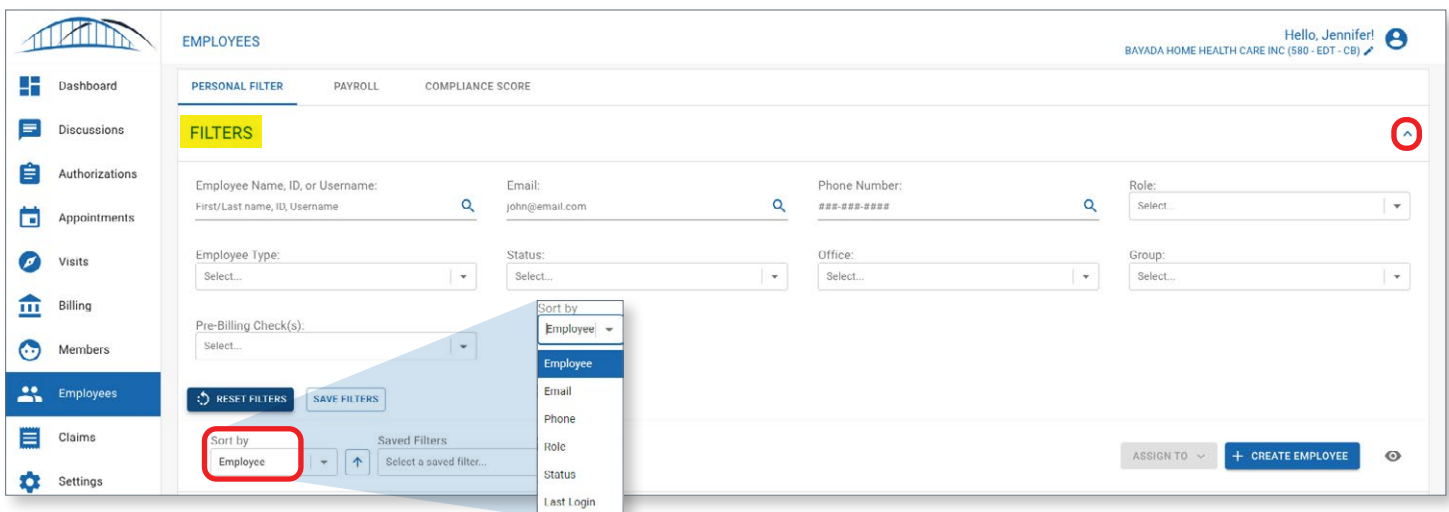 EMPLOYEES
Hello, Jennifer!
BAYADA HOME HEALTH CARE INC (580 - EDT - CB)
Dashboard
Discussions
Authorizations
Appointments
Visits
Billing
Members
Employees
Claims
Settings
PERSONAL FILTER PAYROLL COMPLIANCE SCORE
FILTERS
Employee Name, ID, or Username: Email: Phone Number: Role:
First/Last name, ID, Username john@email.com ###-###-#### Select...
Employee Type: Status: Office: Group:
Select... Select... Select... Select...
Pre-Billing Check(s):
Select...
RESET FILTERS SAVE FILTERS
Sort by Saved Filters
Employee Select a saved filter...
Sort by
Employee
Employee
Email
Phone
Role
Status
Last Login
ASSIGN TO + CREATE EMPLOYEE